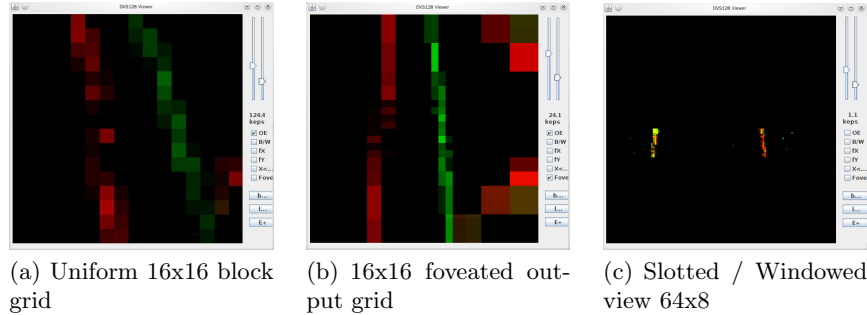 DVS128 Viewer
124.4
keps
OE
B/W
fX
fY
X<...
Fove
b...
I...
E+
DVS128 Viewer
24.1
keps
OE
B/W
fX
fY
X<...
Fove
b...
I...
E+
DVS128 Viewer
1.1
keps
OE
B/W
fX
fY
X<...
Fove
b...
I...
E+
(a) Uniform 16x16 block
grid
(b) 16x16 foveated out-
put grid
(c) Slotted / Windowed
view 64x8